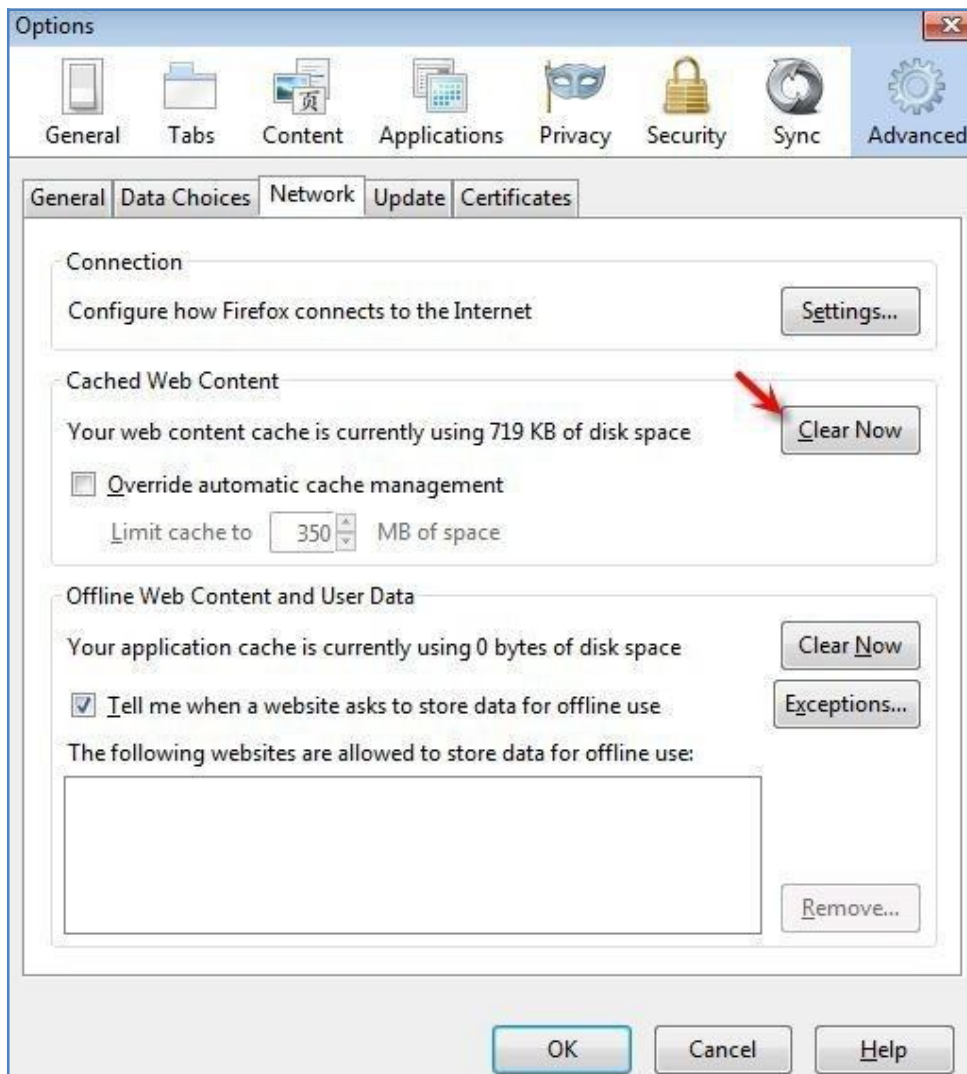 Options
页
General Tabs Content Applications Privacy Security Sync Advanced
General Data Choices Network Update Certificates
Connection
Configure how Firefox connects to the Internet Settings...
Cached Web Content
Your web content cache is currently using 719 KB of disk space Clear Now
Override automatic cache management
Limit cache to 350 MB of space
Offline Web Content and User Data
Your application cache is currently using 0 bytes of disk space Clear Now
Tell me when a website asks to store data for offline use Exceptions...
The following websites are allowed to store data for offline use:
Remove...
OK Cancel Help